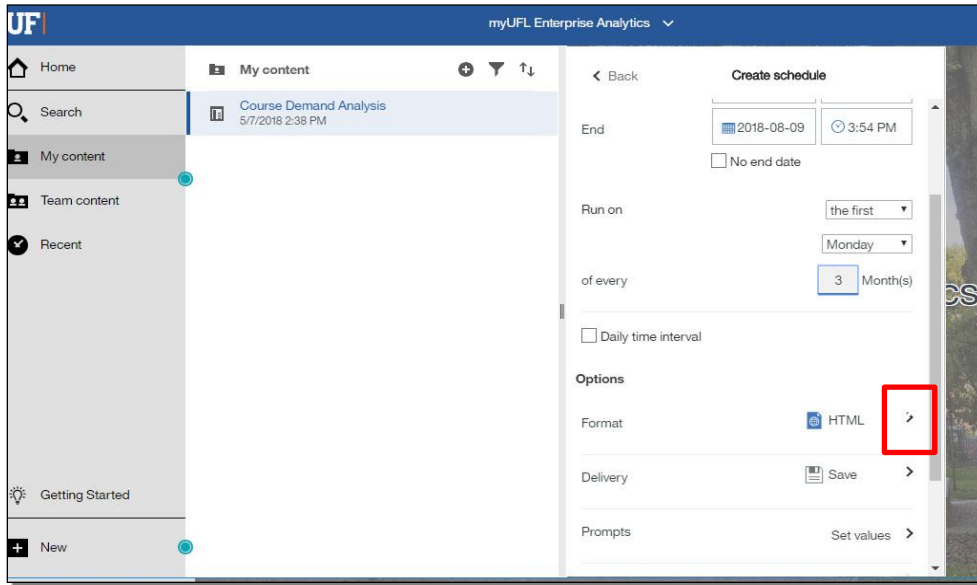 UF
myUFL Enterprise Analytics
Home
Search
My content
Team content
Recent
Getting Started
New
My content
Course Demand Analysis
5/7/2018 2:38 PM
Back
Create schedule
End
2018-08-09
3:54 PM
No end date
Run on
the first
Monday
of every
3
Month(s)
Daily time interval
Options
Format
HTML
Delivery
Save
Prompts
Set values
cs